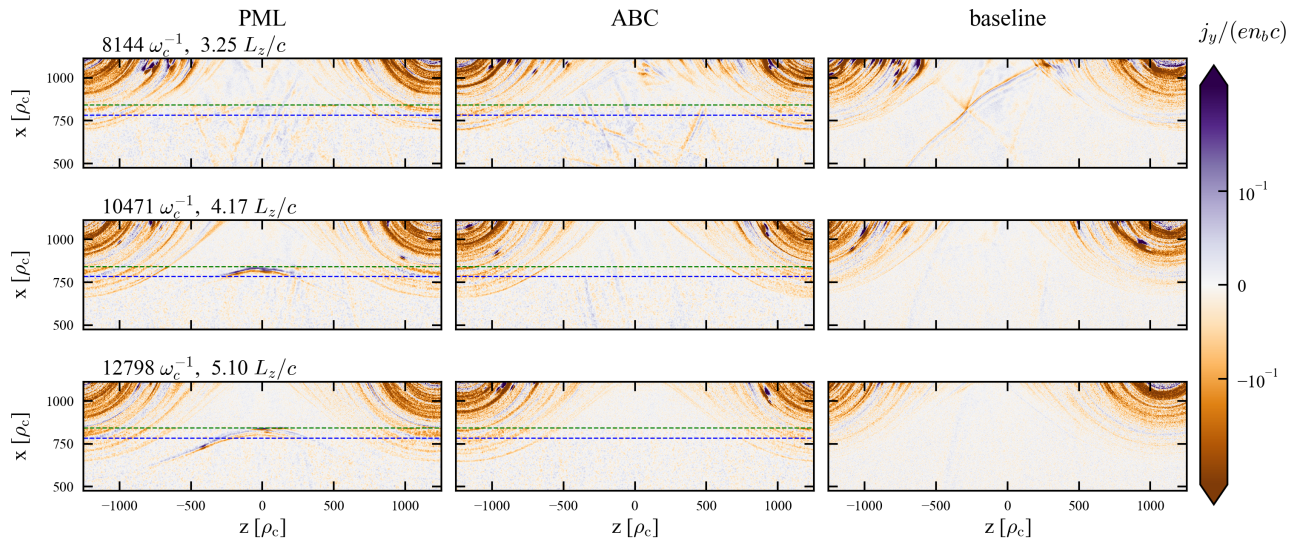 PML ABC baseline
j_y/(en_bc)
8144 ω_c^{-1}, 3.25 L_z/c
1000
750
500
x [ρ_c]
−1000 −500 0 500 1000
−1000 −500 0 500 1000
−1000 −500 0 500 1000
10471 ω_c^{-1}, 4.17 L_z/c
1000
750
500
x [ρ_c]
12798 ω_c^{-1}, 5.10 L_z/c
1000
750
500
x [ρ_c]
z [ρ_c] z [ρ_c] z [ρ_c]
10^{-1}
0
−10^{-1}